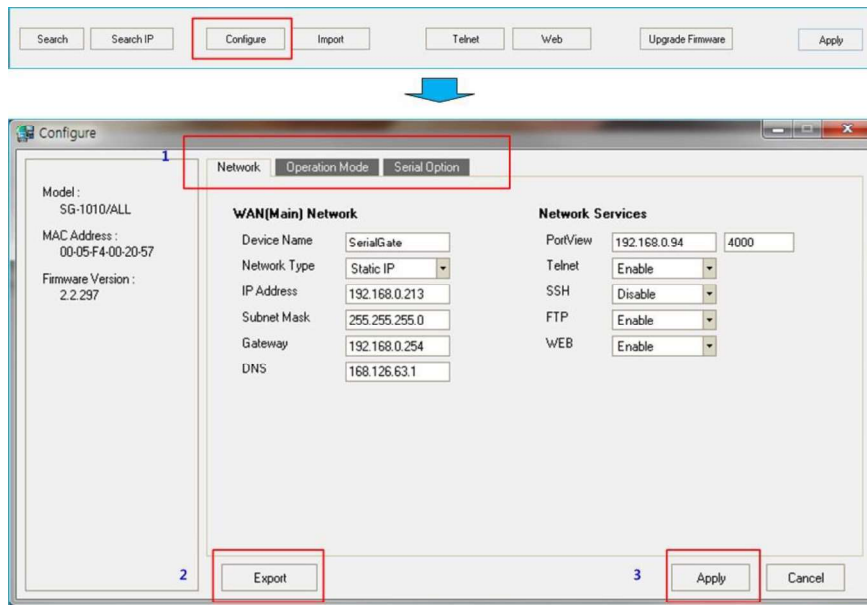 Search Search IP Configure Import Telnet Web Upgrade Firmware Apply
Configure
1
Network Operation Mode Serial Option
Model :
SG-1010/ALL
MAC Address :
00-05-F4-00-20-57
Firmware Version :
2.2.297
WAN(Main) Network
Device Name SerialGate
Network Type Static IP
IP Address 192.168.0.213
Subnet Mask 255.255.255.0
Gateway 192.168.0.254
DNS 168.126.63.1
Network Services
PortView 192.168.0.94 4000
Telnet Enable
SSH Disable
FTP Enable
WEB Enable
2 Export 3 Apply Cancel